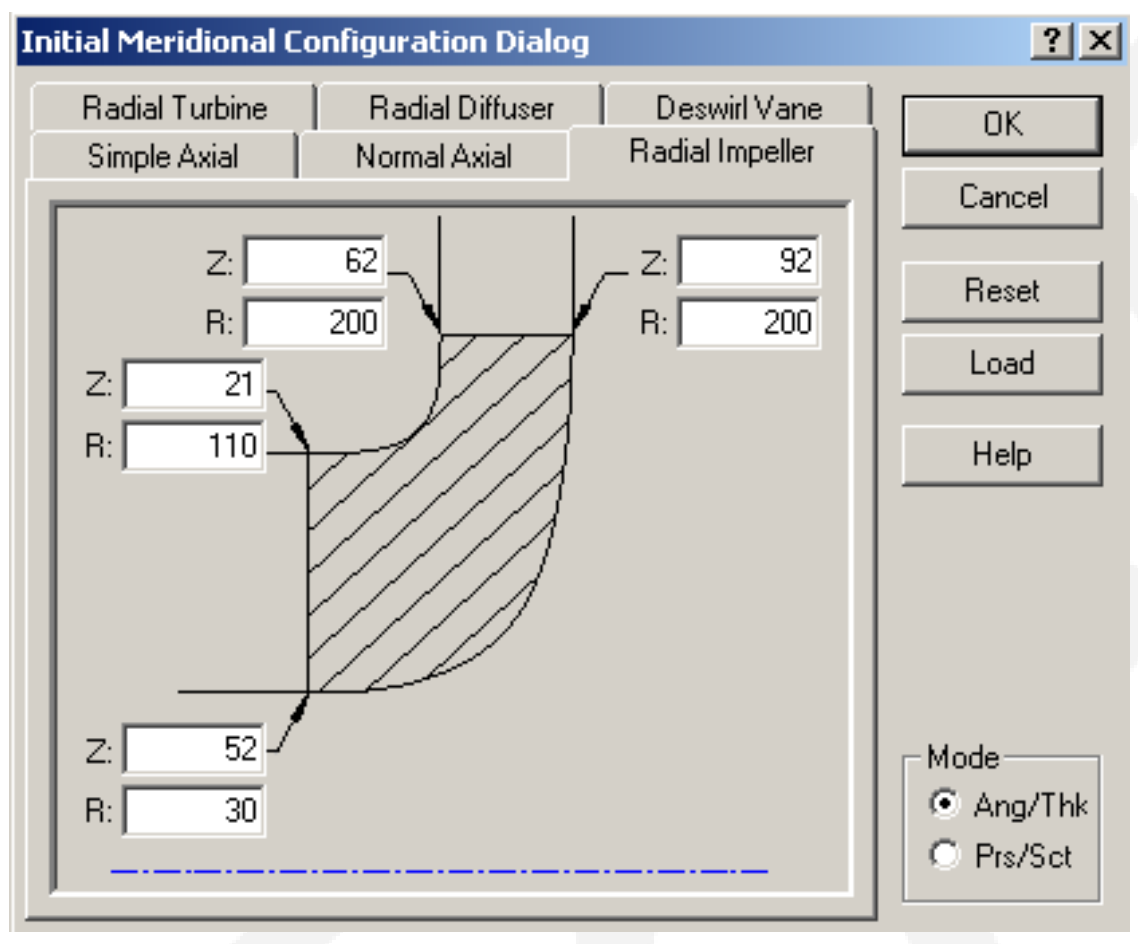 Initial Meridional Configuration Dialog
Radial Turbine
Radial Diffuser
Deswirl Vane
Simple Axial
Normal Axial
Radial Impeller
OK
Cancel
Reset
Load
Help
Z: 62
R: 200
Z: 92
R: 200
Z: 21
R: 110
Z: 52
R: 30
Mode
Ang/Thk
Prs/Sct